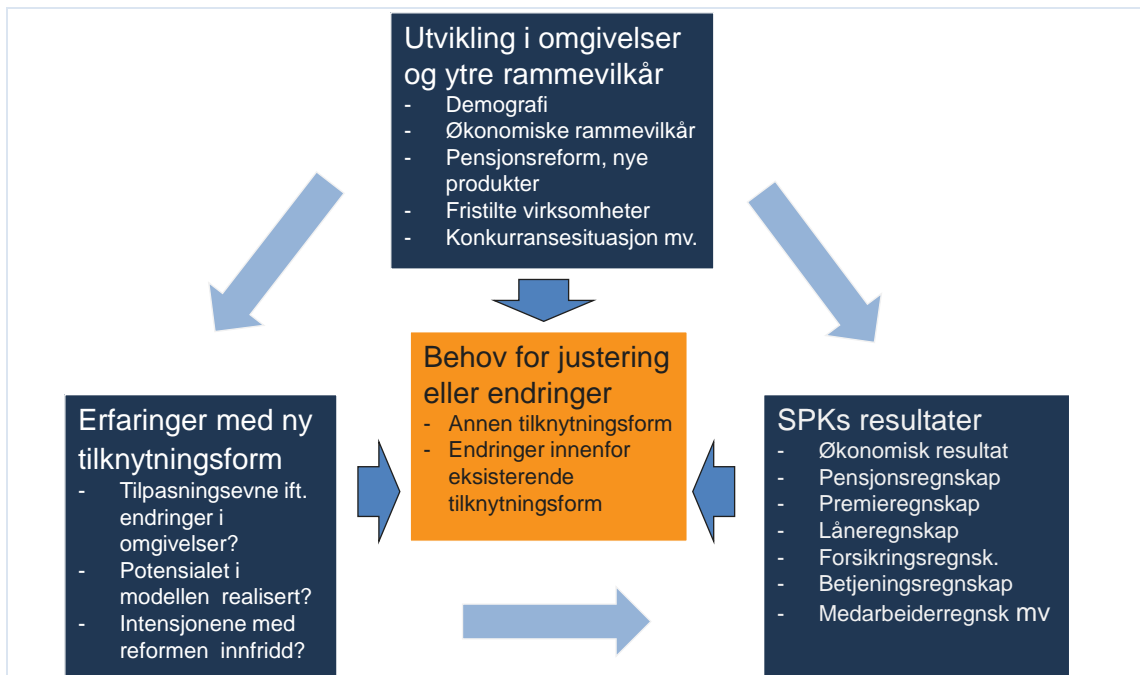 Utvikling i omgivelser
og ytre rammevilkår
- Demografi
- Økonomiske rammevilkår
- Pensjonsreform, nye
produkter
- Fristilte virksomheter
- Konkurransesituasjon mv.
Behov for justering
eller endringer
- Annen tilknytningsform
- Endringer innenfor
eksisterende
tilknytningsform
Erfaringer med ny
tilknytningsform
- Tilpasningsevne ift.
endringer i
omgivelser?
- Potensialet i
modellen realisert?
- Intensjonene med
reformen innfridd?
SPKs resultater
- Økonomisk resultat
- Pensjonsregnskap
- Premieregnskap
- Låneregnskap
- Forsikringsregnsk.
- Betjeningsregnskap
- Medarbeiderregnsk mv